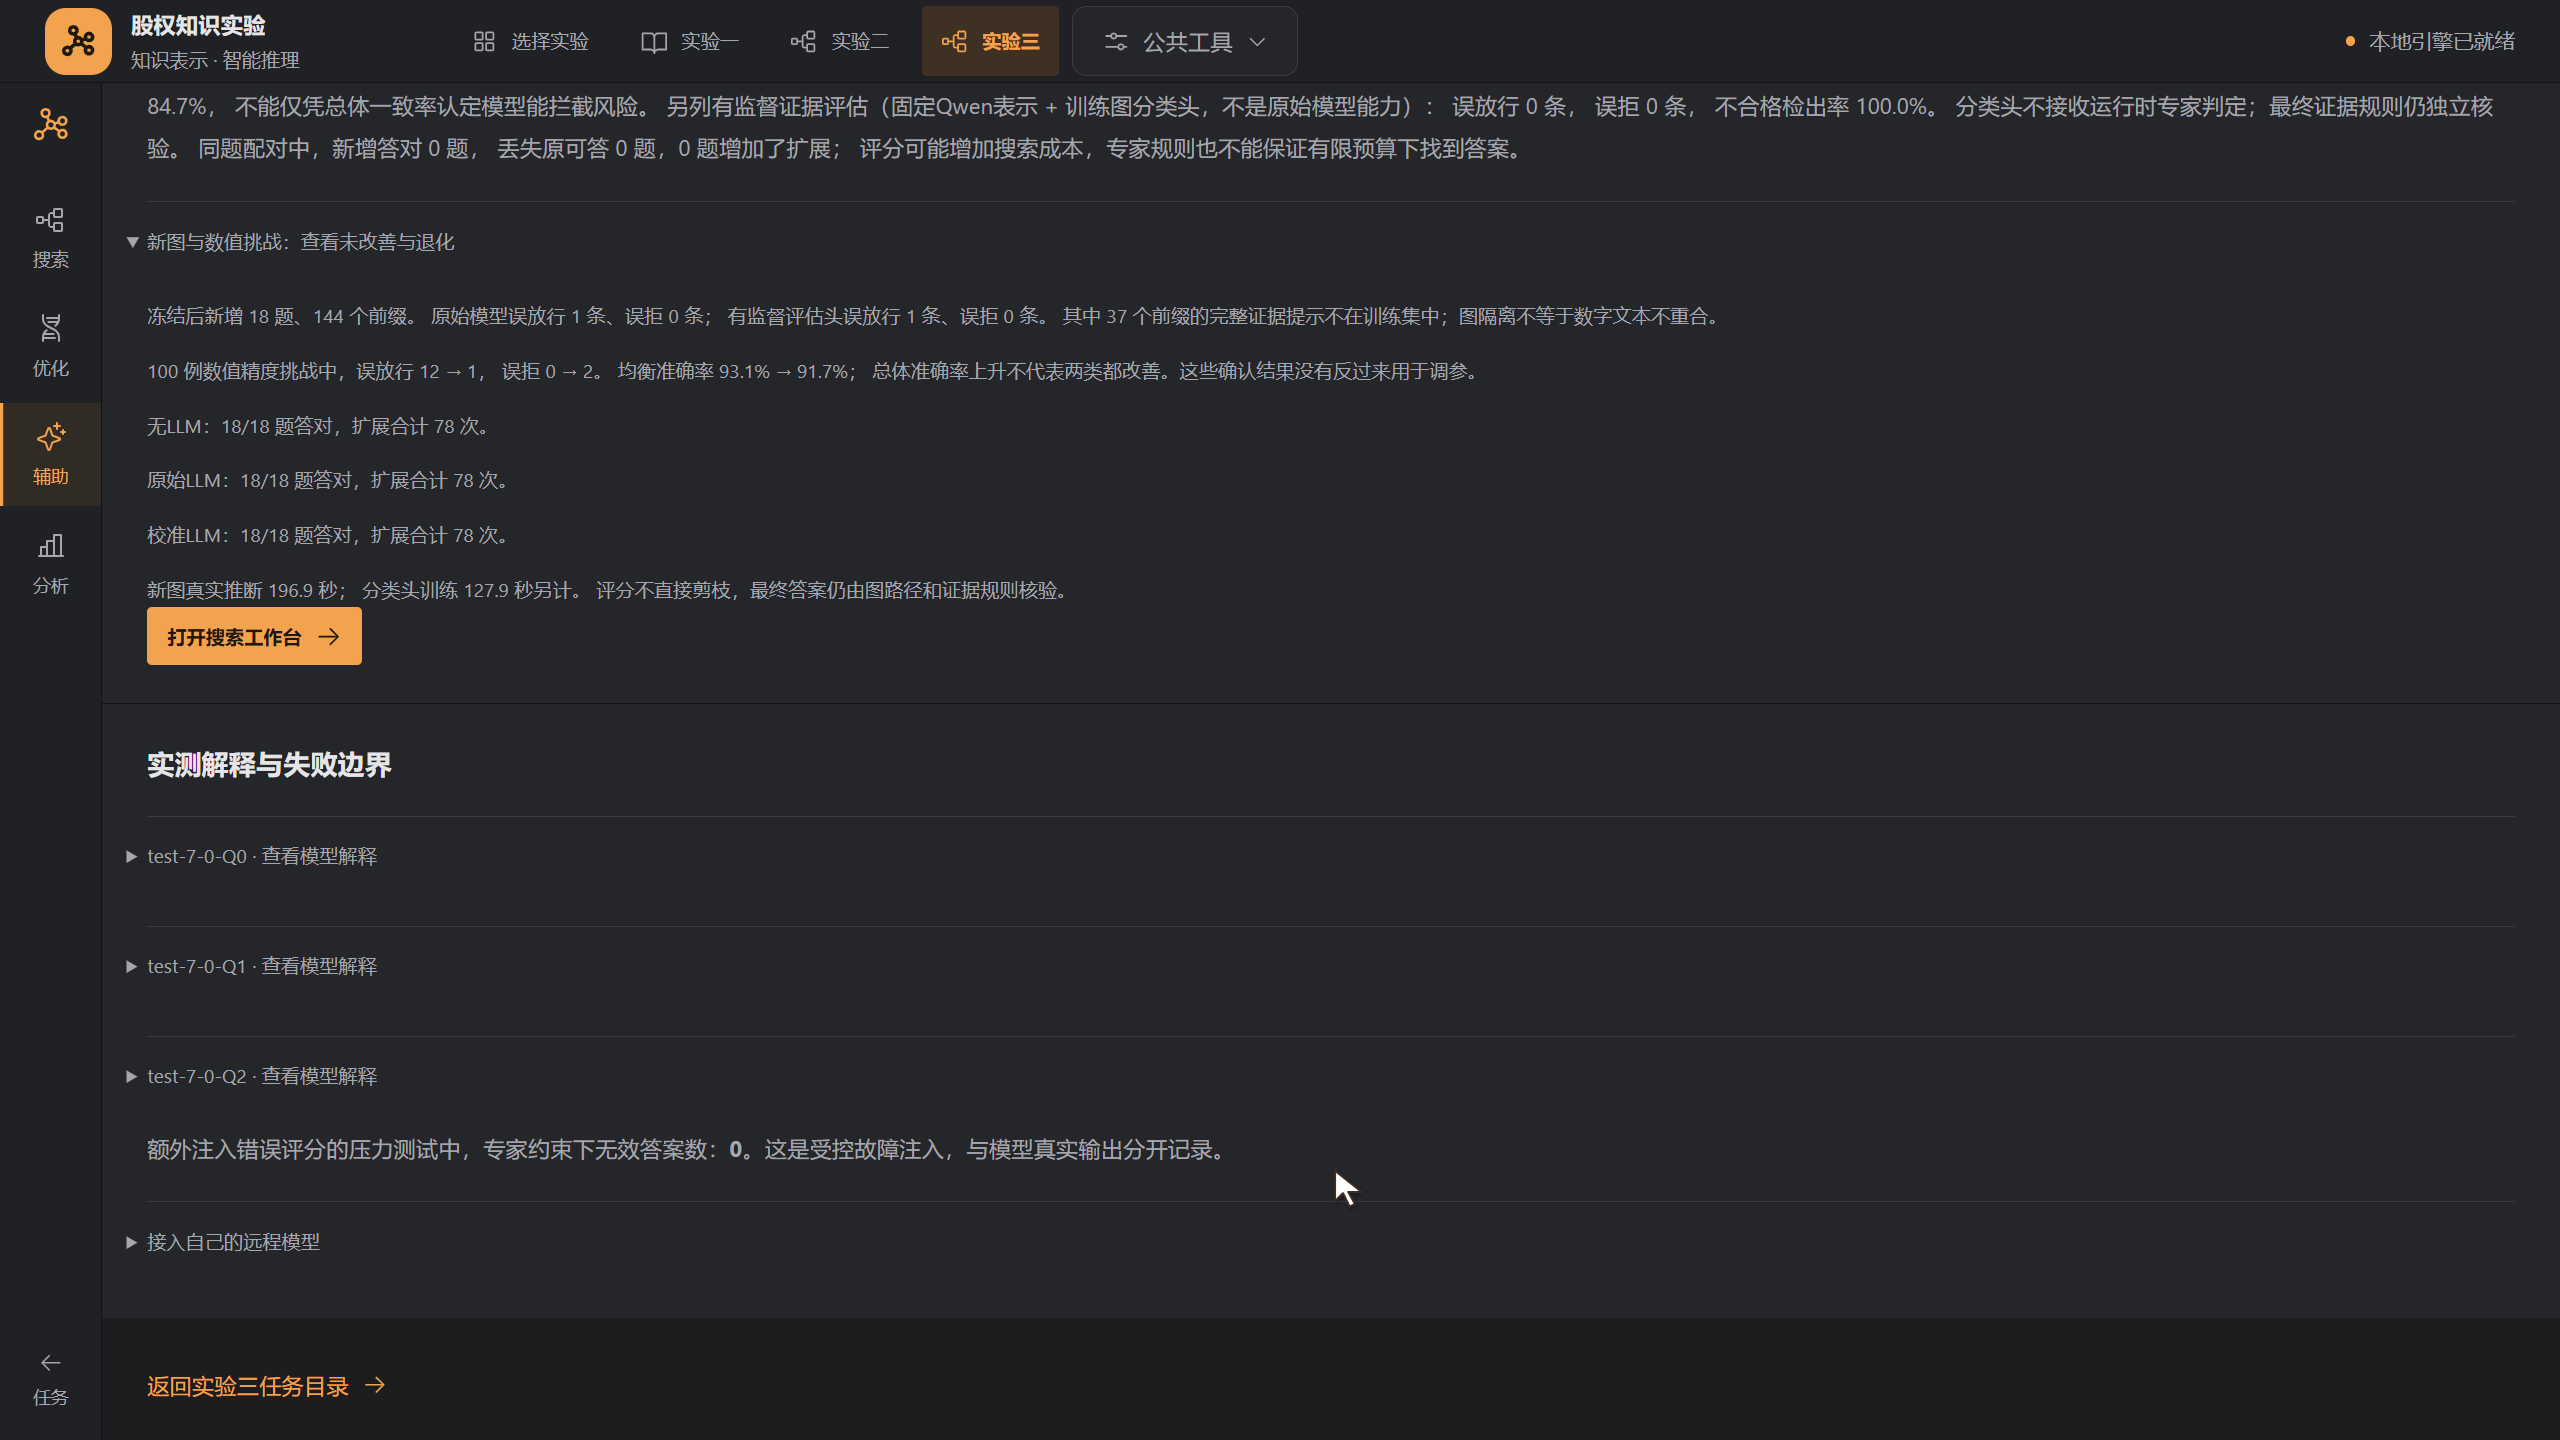 股权知识实验
知识表示 · 智能推理
选择实验
实验一
实验二
实验三
公共工具
本地引擎已就绪
搜索
优化
辅助
分析
任务
84.7%， 不能仅凭总体一致率认定模型能拦截风险。 另列有监督证据评估（固定Qwen表示 + 训练图分类头，不是原始模型能力）： 误放行 0 条， 误拒 0 条， 不合格检出率 100.0%。 分类头不接收运行时专家判定；最终证据规则仍独立核
验。 同题配对中，新增答对 0 题， 丢失原可答 0 题，0 题增加了扩展； 评分可能增加搜索成本，专家规则也不能保证有限预算下找到答案。
新图与数值挑战：查看未改善与退化
冻结后新增 18 题、144 个前缀。 原始模型误放行 1 条、误拒 0 条； 有监督评估头误放行 1 条、误拒 0 条。 其中 37 个前缀的完整证据提示不在训练集中；图隔离不等于数字文本不重合。
100 例数值精度挑战中，误放行 12 → 1， 误拒 0 → 2。 均衡准确率 93.1% → 91.7%； 总体准确率上升不代表两类都改善。这些确认结果没有反过来用于调参。
无LLM：18/18 题答对，扩展合计 78 次。
原始LLM：18/18 题答对，扩展合计 78 次。
校准LLM：18/18 题答对，扩展合计 78 次。
新图真实推断 196.9 秒； 分类头训练 127.9 秒另计。 评分不直接剪枝，最终答案仍由图路径和证据规则核验。
打开搜索工作台
实测解释与失败边界
test-7-0-Q0 · 查看模型解释
test-7-0-Q1 · 查看模型解释
test-7-0-Q2 · 查看模型解释
额外注入错误评分的压力测试中，专家约束下无效答案数：0。这是受控故障注入，与模型真实输出分开记录。
接入自己的远程模型
返回实验三任务目录